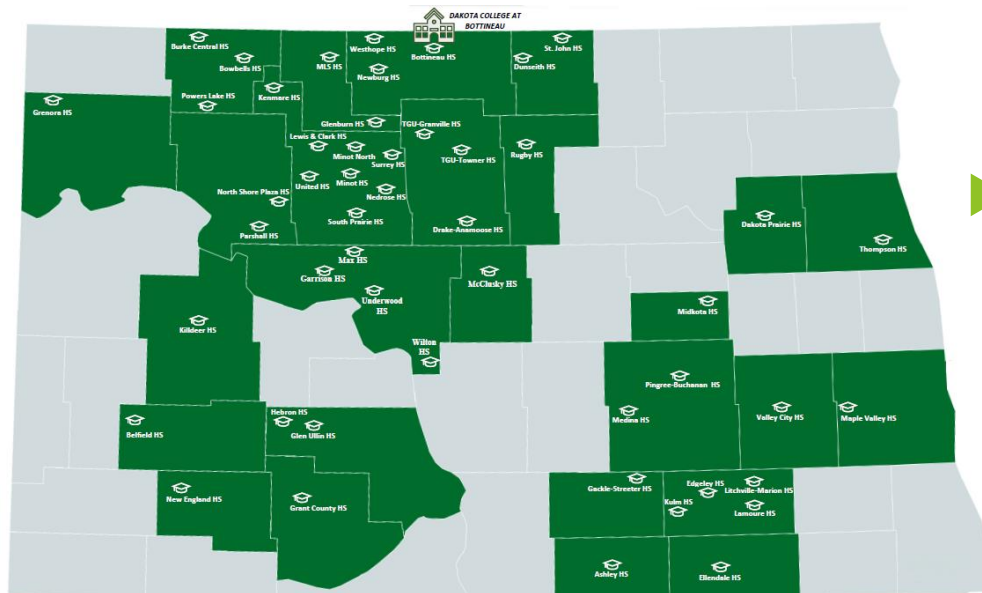 DAKOTA COLLEGE AT
BOTTINEAU
Burke Central HS
Bowbells HS
MLS HS
Westhope HS
Bottineau HS
Newburg HS
St. John HS
Dunseith HS
Grenora HS
Powers Lake HS
Kenmare HS
Glenburn HS
TGU-Granville HS
Lewis & Clark HS
Minot North
Surrey HS
TGU-Towner HS
Rugby HS
United HS
Minot HS
Nedrose HS
North Shore Plaza HS
South Prairie HS
Parshall HS
Drake-Anamoose HS
Dakota Prairie HS
Thompson HS
Max HS
Garrison HS
McClusky HS
Underwood
HS
Midkota HS
Killdeer HS
Wilton
HS
Pingree-Buchanan HS
Medina HS
Valley City HS
Maple Valley HS
Belfield HS
Hebron HS
Glen Ullin HS
New England HS
Grant County HS
Gackle-Streeter HS
Edgeley HS
Litchville-Marion HS
Kulm HS
Lamoure HS
Ashley HS
Ellendale HS